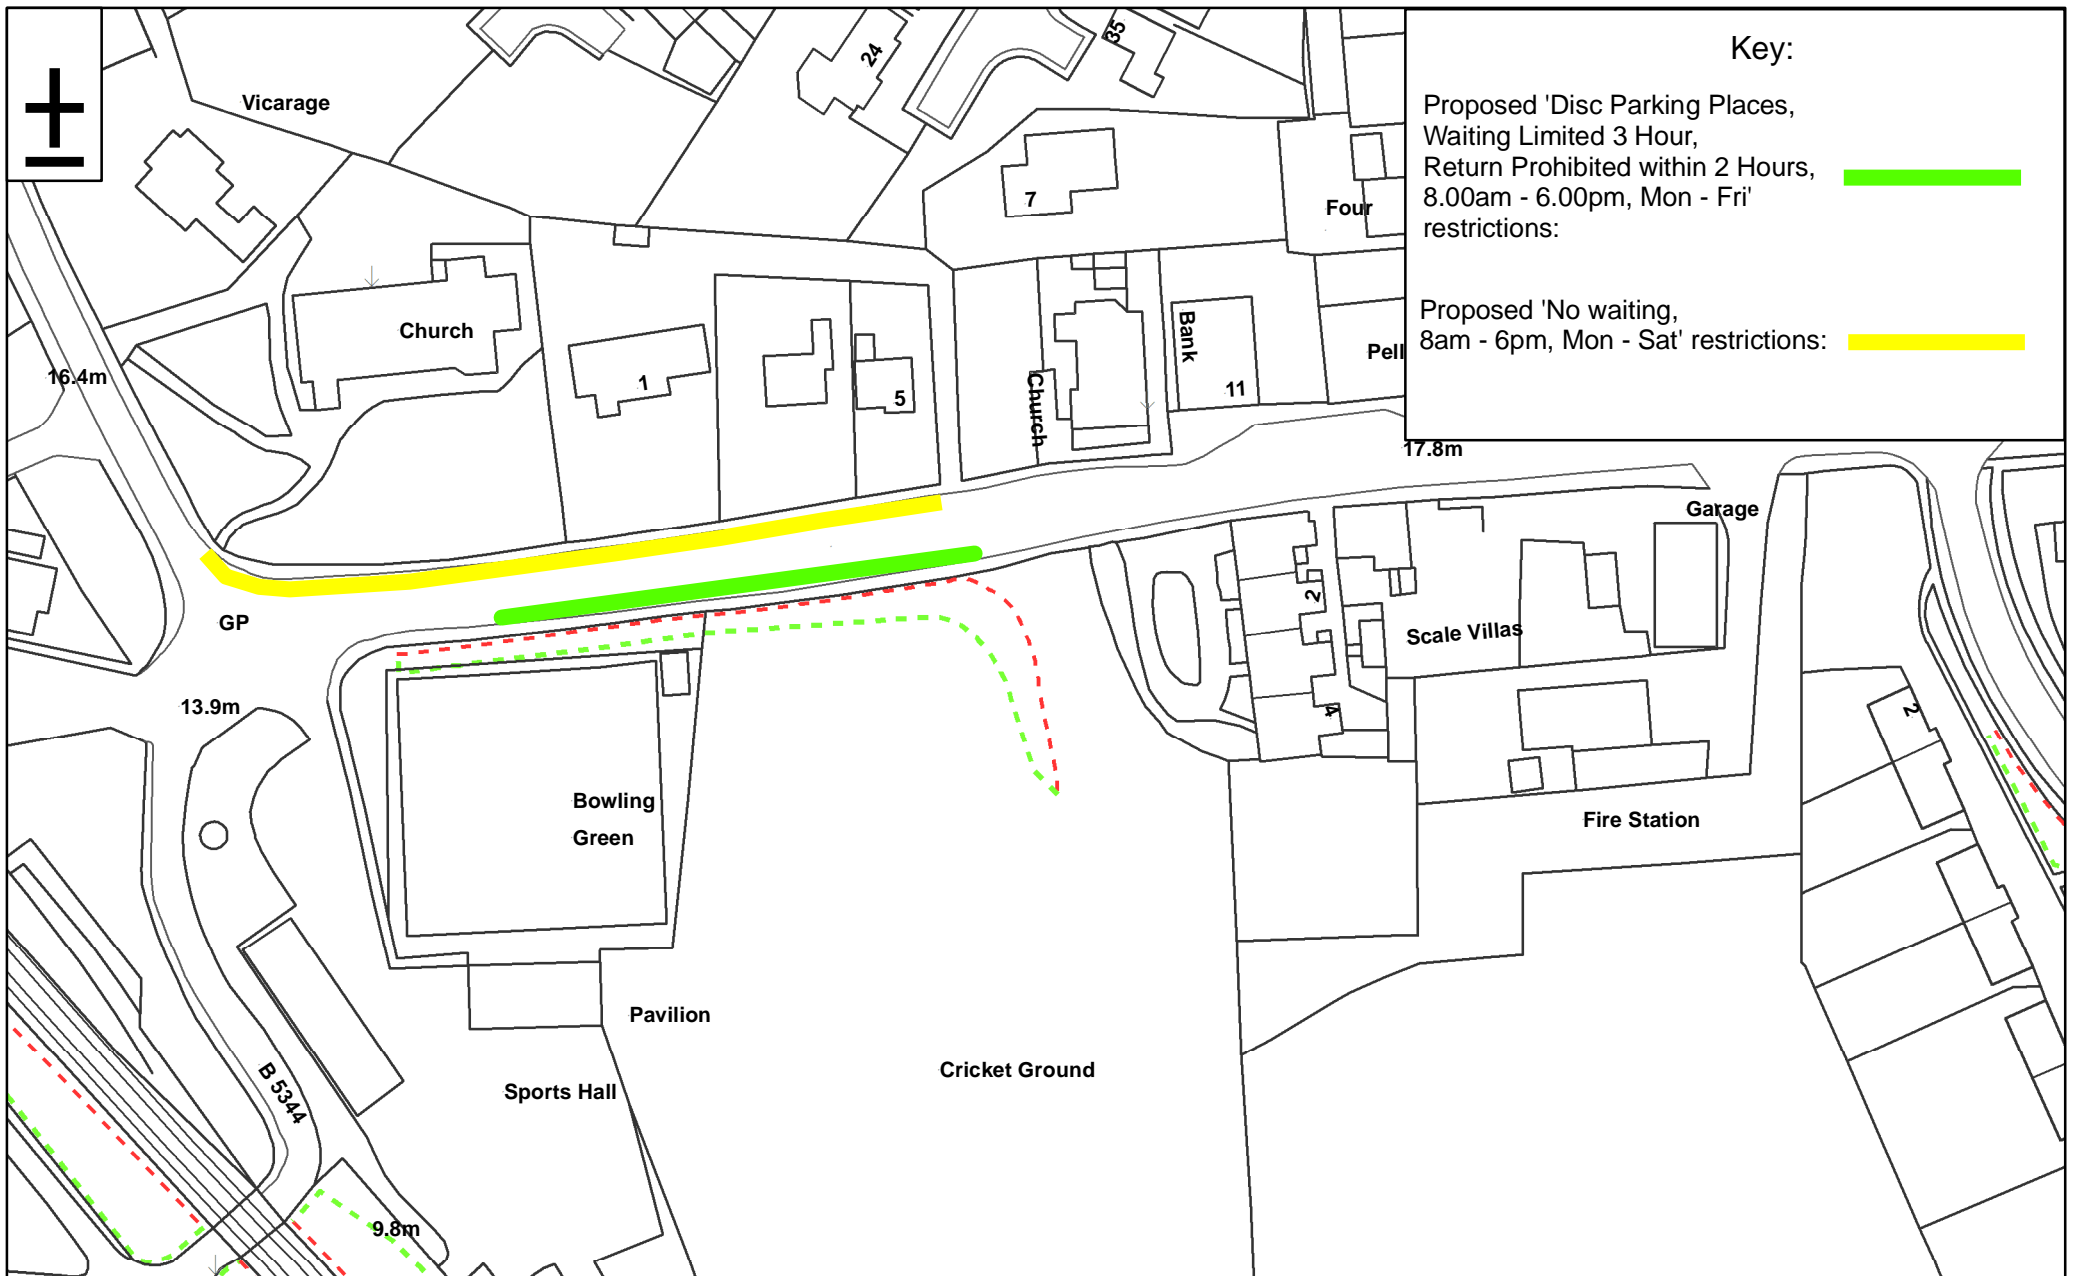 Key:
Proposed 'Disc Parking Places,
Waiting Limited 3 Hour,
Return Prohibited within 2 Hours,
8.00am - 6.00pm, Mon - Fri'
restrictions:
Proposed 'No waiting,
8am - 6pm, Mon - Sat' restrictions:
35
24
Vicarage
7
Four
Church
Bank
Pell
16.4m
1
5
Church
11
17.8m
Garage
2
GP
Scale Villas
13.9m
4
2
Bowling
Green
Fire Station
Pavilion
Cricket Ground
B 5344
Sports Hall
9.8m